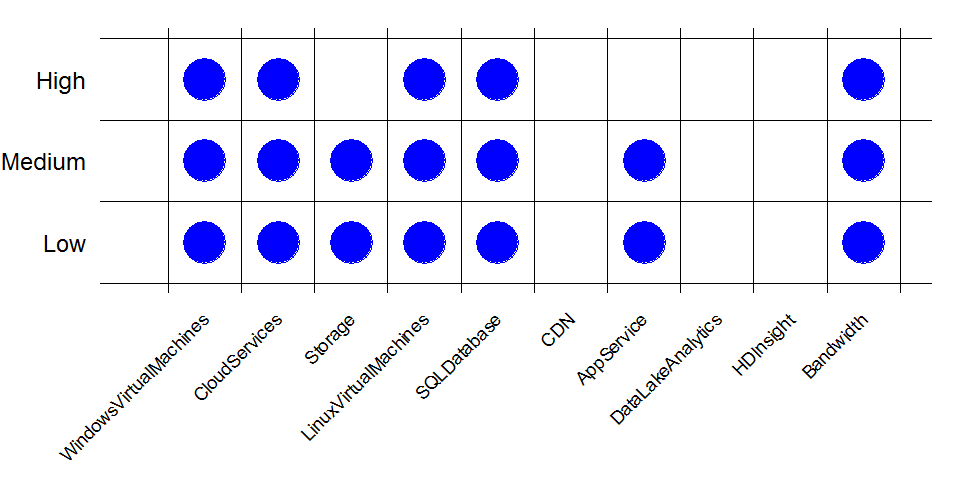 High
Medium
Low
WindowsVirtualMachines
CloudServices
Storage
LinuxVirtualMachines
SQLDatabase
CDN
AppService
DataLakeAnalytics
HDInsight
Bandwidth